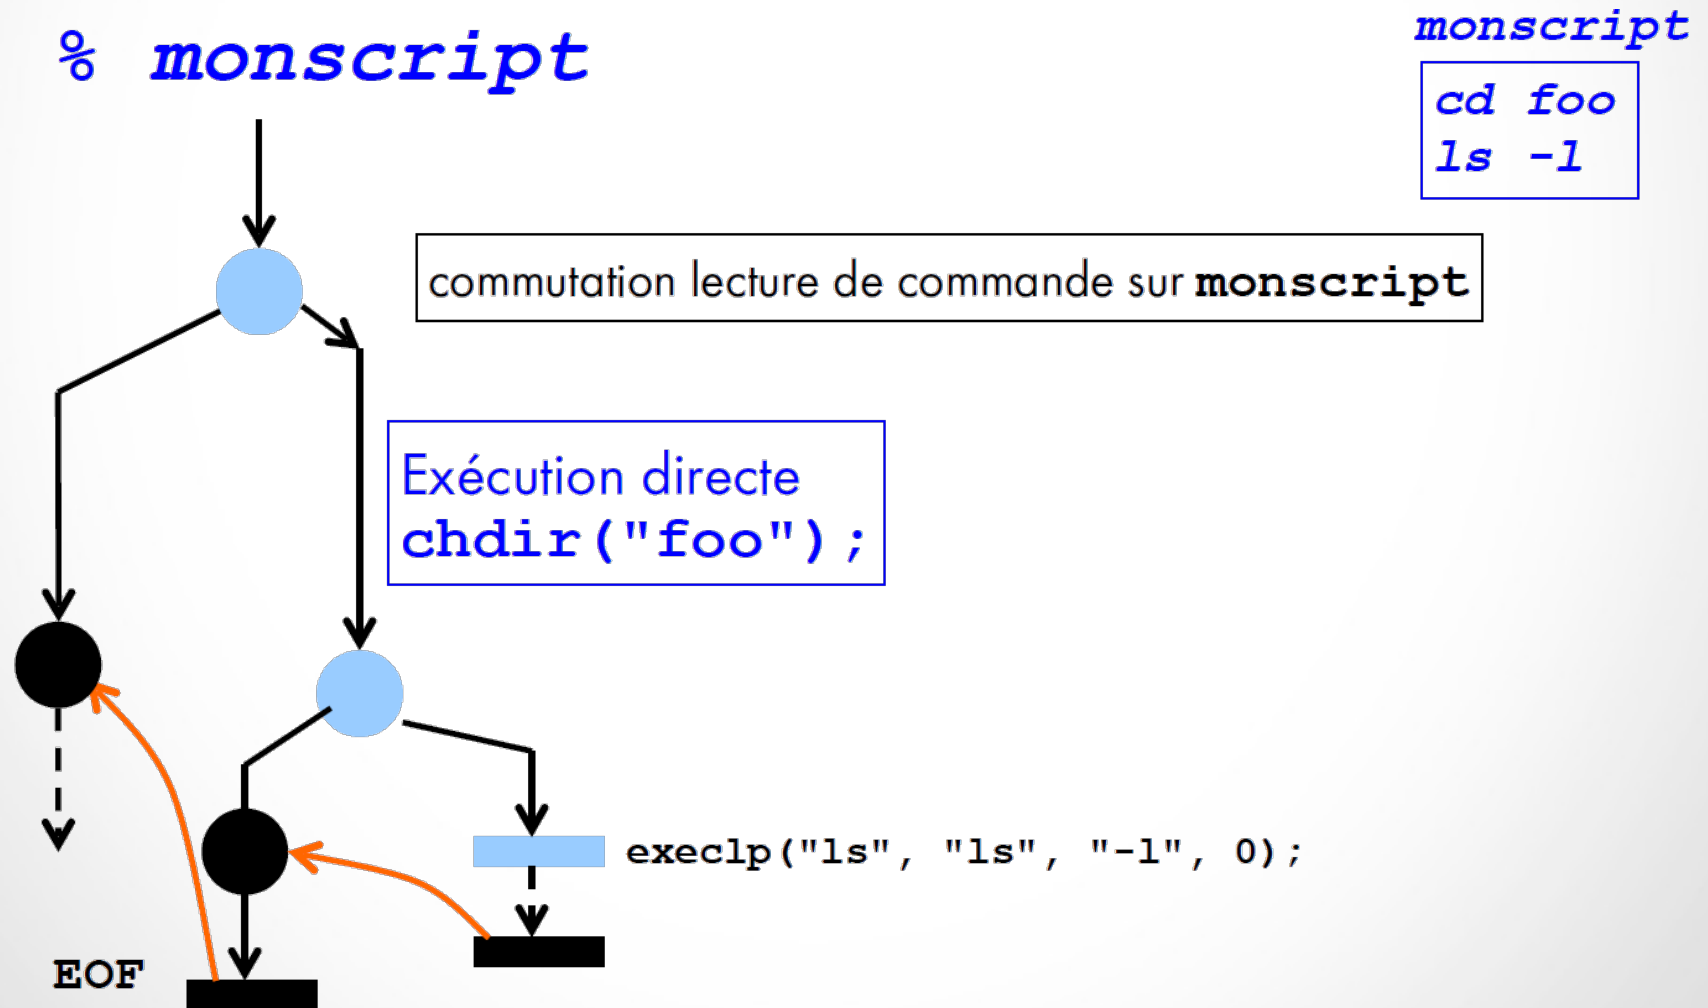 % monscript
monscript
cd foo
ls -l
commutation lecture de commande sur monscript
Exécution directe
chdir("foo");
execlp("ls", "ls", "-l", 0);
EOF